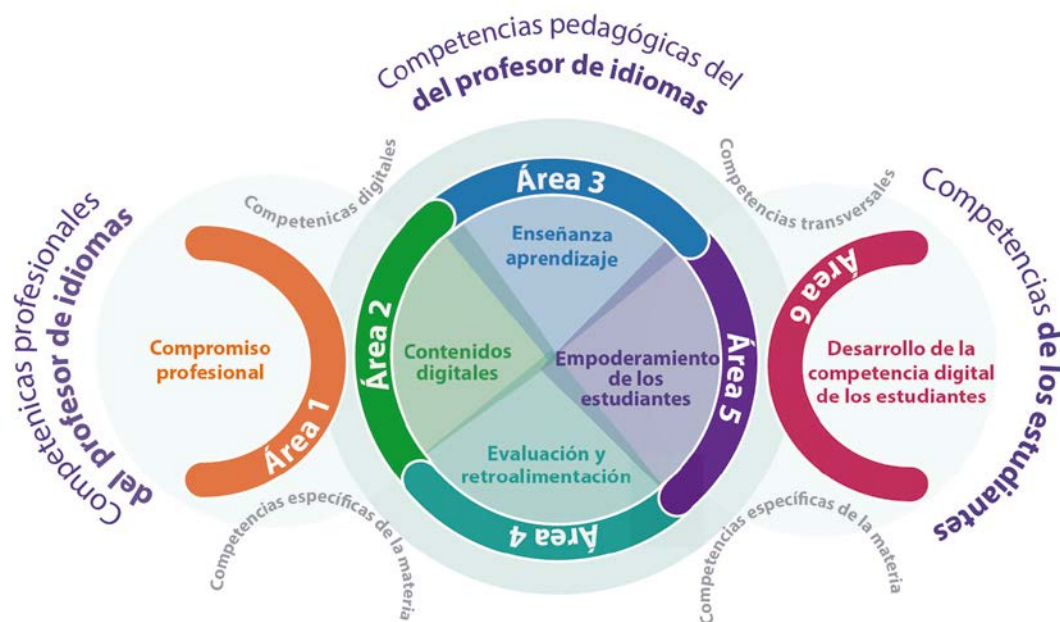 Competenicas profesionales
del profesor de idiomas
Competencias pedagógicas del
del profesor de idiomas
Competencias
de los estudiantes
Competenicas digitales
Competencias transversales
Competencias específicas de la materia
Competencias específicas de la materia
Área 1
Compromiso
profesional
Área 2
Contenidos
digitales
Área 3
Enseñanza
aprendizaje
Área 4
Evaluación y
retroalimentación
Área 5
Empoderamiento
de los
estudiantes
Área 6
Desarrollo de la
competencia digital
de los estudiantes